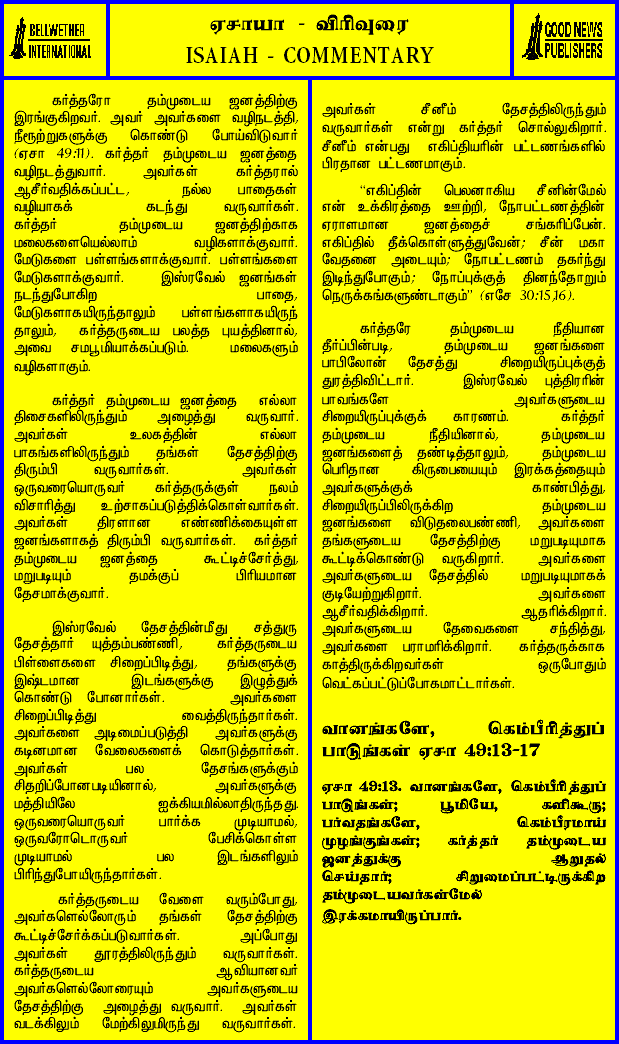 BELLWETHER
INTERNATIONAL
ஏசாயா - விரிவுரை
ISAIAH - COMMENTARY
GOOD NEWS
PUBLISHERS
கர்த்தரோ தம்முடைய ஜனத்திற்கு
இரங்குகிறவர். அவர் அவர்களை வழிநடத்தி,
நீரூற்றுகளுக்கு கொண்டு போய்விடுவார்
(ஏசா 49:11). கர்த்தர் தம்முடைய ஜனத்தை
வழிநடத்துவார். அவர்கள் கர்த்தரால்
ஆசீர்வதிக்கப்பட்ட, நல்ல பாதைகள்
வழியாகக் கடந்து வருவார்கள்.
கர்த்தர் தம்முடைய ஜனத்திற்காக
மலைகளையெல்லாம் வழிகளாக்குவார்.
மேடுகளை பள்ளங்களாக்குவார். பள்ளங்களை
மேடுகளாக்குவார். இஸ்ரவேல் ஜனங்கள்
நடந்துபோகிற பாதை,
மேடுகளாகயிருந்தாலும் பள்ளங்களாகயிருந்
தாலும், கர்த்தருடைய பலத்த புயத்தினால்,
அவை சமபூமியாக்கப்படும். மலைகளும்
வழிகளாகும்.
கர்த்தர் தம்முடைய ஜனத்தை எல்லா
திசைகளிலிருந்தும் அழைத்து வருவார்.
அவர்கள் உலகத்தின் எல்லா
பாகங்களிலிருந்தும் தங்கள் தேசத்திற்கு
திரும்பி வருவார்கள். அவர்கள்
ஒருவரையொருவர் கர்த்தருக்குள் நலம்
விசாரித்து உற்சாகப்படுத்திக்கொள்வார்கள்.
அவர்கள் திரளான எண்ணிக்கையுள்ள
ஜனங்களாகத் திரும்பி வருவார்கள். கர்த்தர்
தம்முடைய ஜனத்தை கூட்டிச்சேர்த்து,
மறுபடியும் தமக்குப் பிரியமான
தேசமாக்குவார்.
இஸ்ரவேல் தேசத்தின்மீது சத்துரு
தேசத்தார் யுத்தம்பண்ணி, கர்த்தருடைய
பிள்ளைகளை சிறைப்பிடித்து, தங்களுக்கு
இஷ்டமான இடங்களுக்கு இழுத்துக்
கொண்டு போனார்கள். அவர்களை
சிறைப்பிடித்து வைத்திருந்தார்கள்.
அவர்களை அடிமைப்படுத்தி அவர்களுக்கு
கடினமான வேலைகளைக் கொடுத்தார்கள்.
அவர்கள் பல தேசங்களுக்கும்
சிதறிப்போனபடியினால், அவர்களுக்கு
மத்தியிலே ஐக்கியமில்லாதிருந்தது.
ஒருவரையொருவர் பார்க்க முடியாமல்,
ஒருவரோடொருவர் பேசிக்கொள்ள
முடியாமல் பல இடங்களிலும்
பிரிந்துபோயிருந்தார்கள்.
கர்த்தருடைய வேளை வரும்போது,
அவர்களெல்லோரும் தங்கள் தேசத்திற்கு
கூட்டிச்சேர்க்கப்படுவார்கள். அப்போது
அவர்கள் தூரத்திலிருந்தும் வருவார்கள்.
கர்த்தருடைய ஆவியானவர்
அவர்களெல்லோரையும் அவர்களுடைய
தேசத்திற்கு அழைத்து வருவார். அவர்கள்
வடக்கிலும் மேற்கிலுமிருந்து வருவார்கள்.
அவர்கள் சீனீம் தேசத்திலிருந்தும்
வருவார்கள் என்று கர்த்தர் சொல்லுகிறார்.
சீனீம் என்பது எகிப்தியரின் பட்டணங்களில்
பிரதான பட்டணமாகும்.
“எகிப்தின் பெலனாகிய சீனின்மேல்
என் உக்கிரத்தை ஊற்றி, நோபட்டணத்தின்
ஏராளமான ஜனத்தைச் சங்கரிப்பேன்.
எகிப்தில் தீக்கொள்ளுத்துவேன்; சீன் மகா
வேதனை அடையும்; நோபட்டணம் தகர்ந்து
இடிந்துபோகும்; நோப்புக்குத் தினந்தோறும்
நெருக்கங்களுண்டாகும்” (எசே 30:15,16).
கர்த்தரே தம்முடைய நீதியான
தீர்ப்பின்படி, தம்முடைய ஜனங்களை
பாபிலோன் தேசத்து சிறையிருப்புக்குத்
துரத்திவிட்டார். இஸ்ரவேல் புத்திரரின்
பாவங்களே அவர்களுடைய
சிறையிருப்புக்குக் காரணம். கர்த்தர்
தம்முடைய நீதியினால், தம்முடைய
ஜனங்களைத் தண்டித்தாலும், தம்முடைய
பெரிதான கிருபையையும் இரக்கத்தையும்
அவர்களுக்குக் காண்பித்து,
சிறையிருப்பிலிருக்கிற தம்முடைய
ஜனங்களை விடுதலைபண்ணி, அவர்களை
தங்களுடைய தேசத்திற்கு மறுபடியுமாக
கூட்டிக்கொண்டு வருகிறார். அவர்களை
அவர்களுடைய தேசத்தில் மறுபடியுமாகக்
குடியேற்றுகிறார். அவர்களை
ஆசீர்வதிக்கிறார். ஆதரிக்கிறார்.
அவர்களுடைய தேவைகளை சந்தித்து,
அவர்களை பராமரிக்கிறார். கர்த்தருக்காக
காத்திருக்கிறவர்கள் ஒருபோதும்
வெட்கப்பட்டுப்போகமாட்டார்கள்.
வானங்களே, கெம்பீரித்துப்
பாடுங்கள் ஏசா 49:13-17
ஏசா 49:13. வானங்களே, கெம்பீரித்துப்
பாடுங்கள்; பூமியே, களிகூரு;
பர்வதங்களே, கெம்பீரமாய்
முழங்குங்கள்; கர்த்தர் தம்முடைய
ஜனத்துக்கு ஆறுதல்
செய்தார்; சிறுமைப்பட்டிருக்கிற
தம்முடையவர்கள்மேல்
இரக்கமாயிருப்பார்.